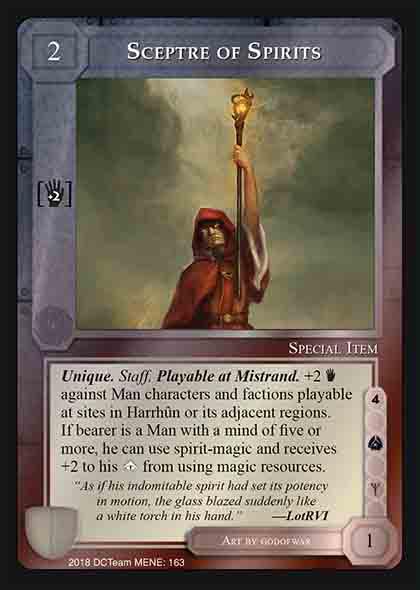 2
SCEPTRE OF SPIRITS
[2]
SPECIAL ITEM
Unique. Staff. Playable at Mistrand. +2
against Man characters and factions playable
at sites in Harrhûn or its adjacent regions.
If bearer is a Man with a mind of five or
more, he can use spirit-magic and receives
+2 to his from using magic resources.
"As if his indomitable spirit had set its potency
in motion, the glass blazed suddenly like
a white torch in his hand." —LotRVI
4
ART BY GODOFWAR
1
2018 DCTeam MENE: 163